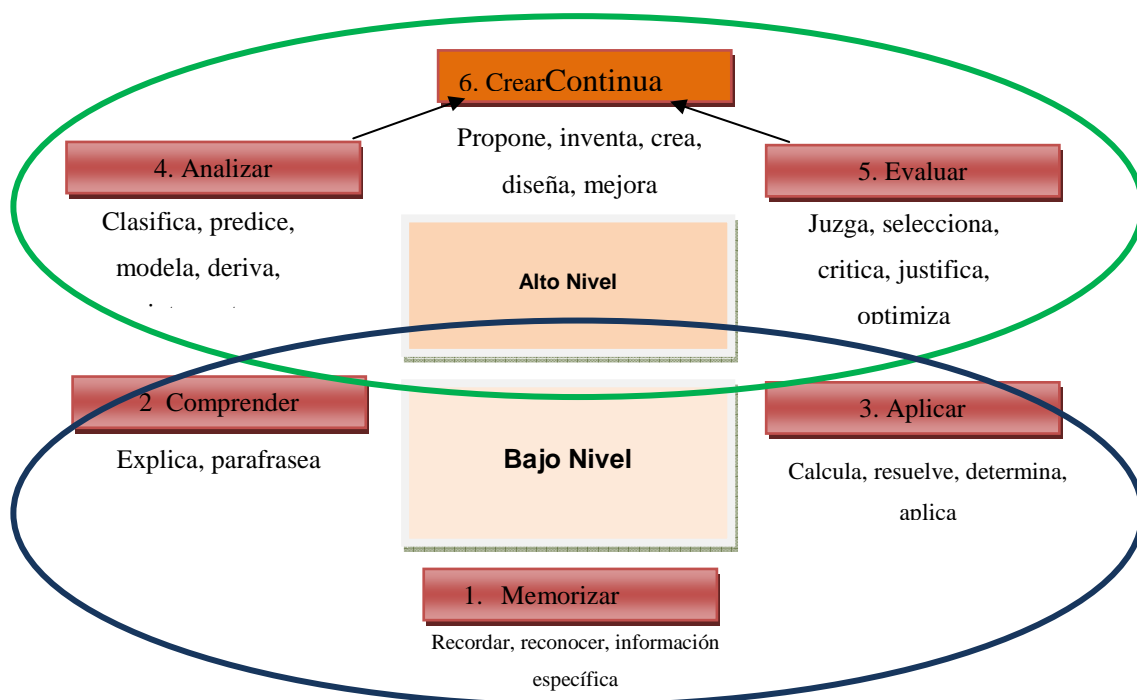 6. CrearContinua
Propone, inventa, crea,
diseña, mejora
4. Analizar
Clasifica, predice,
modela, deriva,
5. Evaluar
Juzga, selecciona,
critica, justifica,
optimiza
Alto Nivel
2 Comprender
Explica, parafrasea
Bajo Nivel
3. Aplicar
Calcula, resuelve, determina,
aplica
1. Memorizar
Recordar, reconocer, información
específica